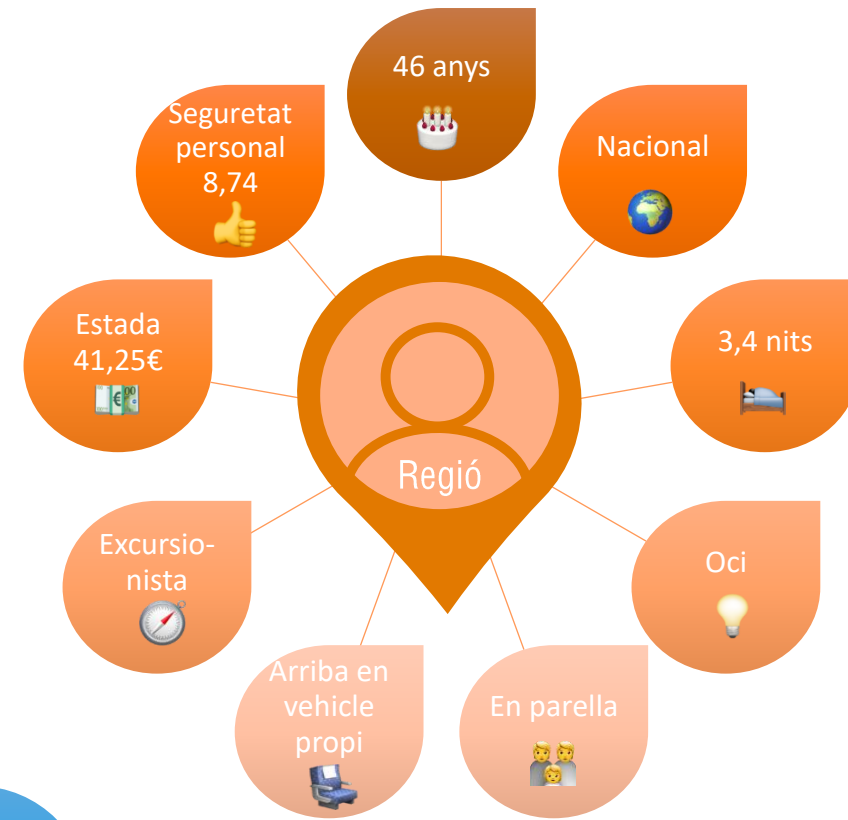 46 anys
Nacional
3,4 nits
Oci
En parella
Arriba en
vehicle
propi
Excursio-
nista
Estada
41,25€
Seguretat
personal
8,74
Regió